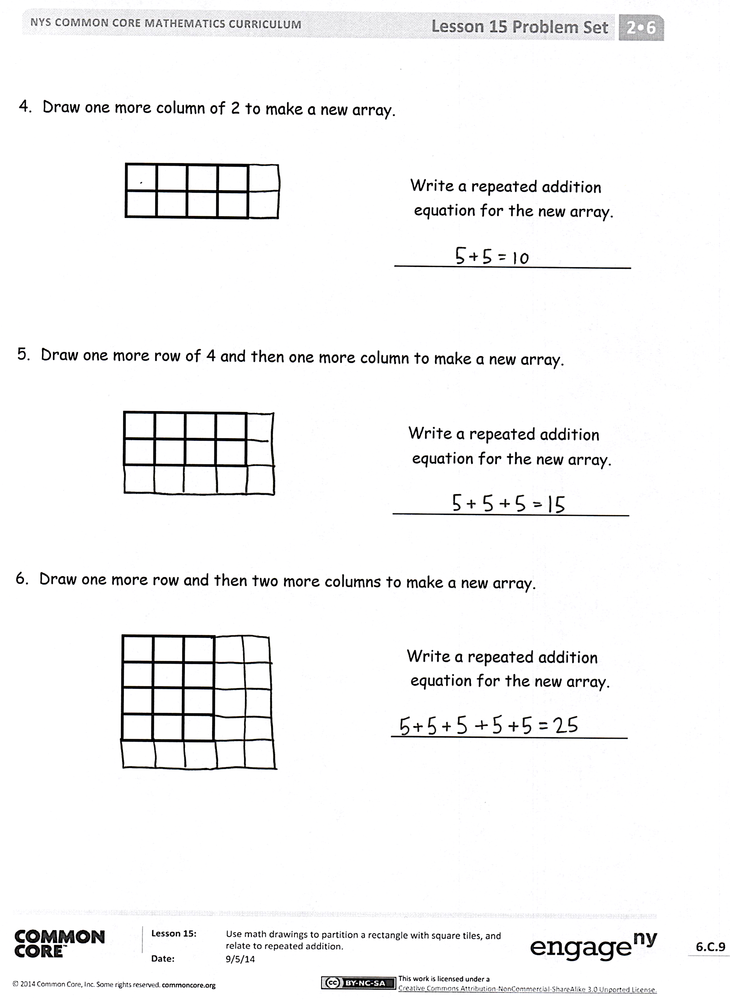 NYS COMMON CORE MATHEMATICS CURRICULUM
Lesson 15 Problem Set
2•6
4. Draw one more column of 2 to make a new array.
Write a repeated addition
equation for the new array.
5+5=10
5. Draw one more row of 4 and then one more column to make a new array.
Write a repeated addition
equation for the new array.
5+5+5=15
6. Draw one more row and then two more columns to make a new array.
Write a repeated addition
equation for the new array.
5+5+5+5+5=25
COMMON
CORE™
Lesson 15:
Use math drawings to partition a rectangle with square tiles, and
relate to repeated addition.
Date:
9/5/14
engage ny
6.C.9
© 2014 Common Core, Inc. Some rights reserved. commoncore.org
cc BY-NC-SA
This work is licensed under a
Creative Commons Attribution-NonCommercial-ShareAlike 3.0 Unported License.